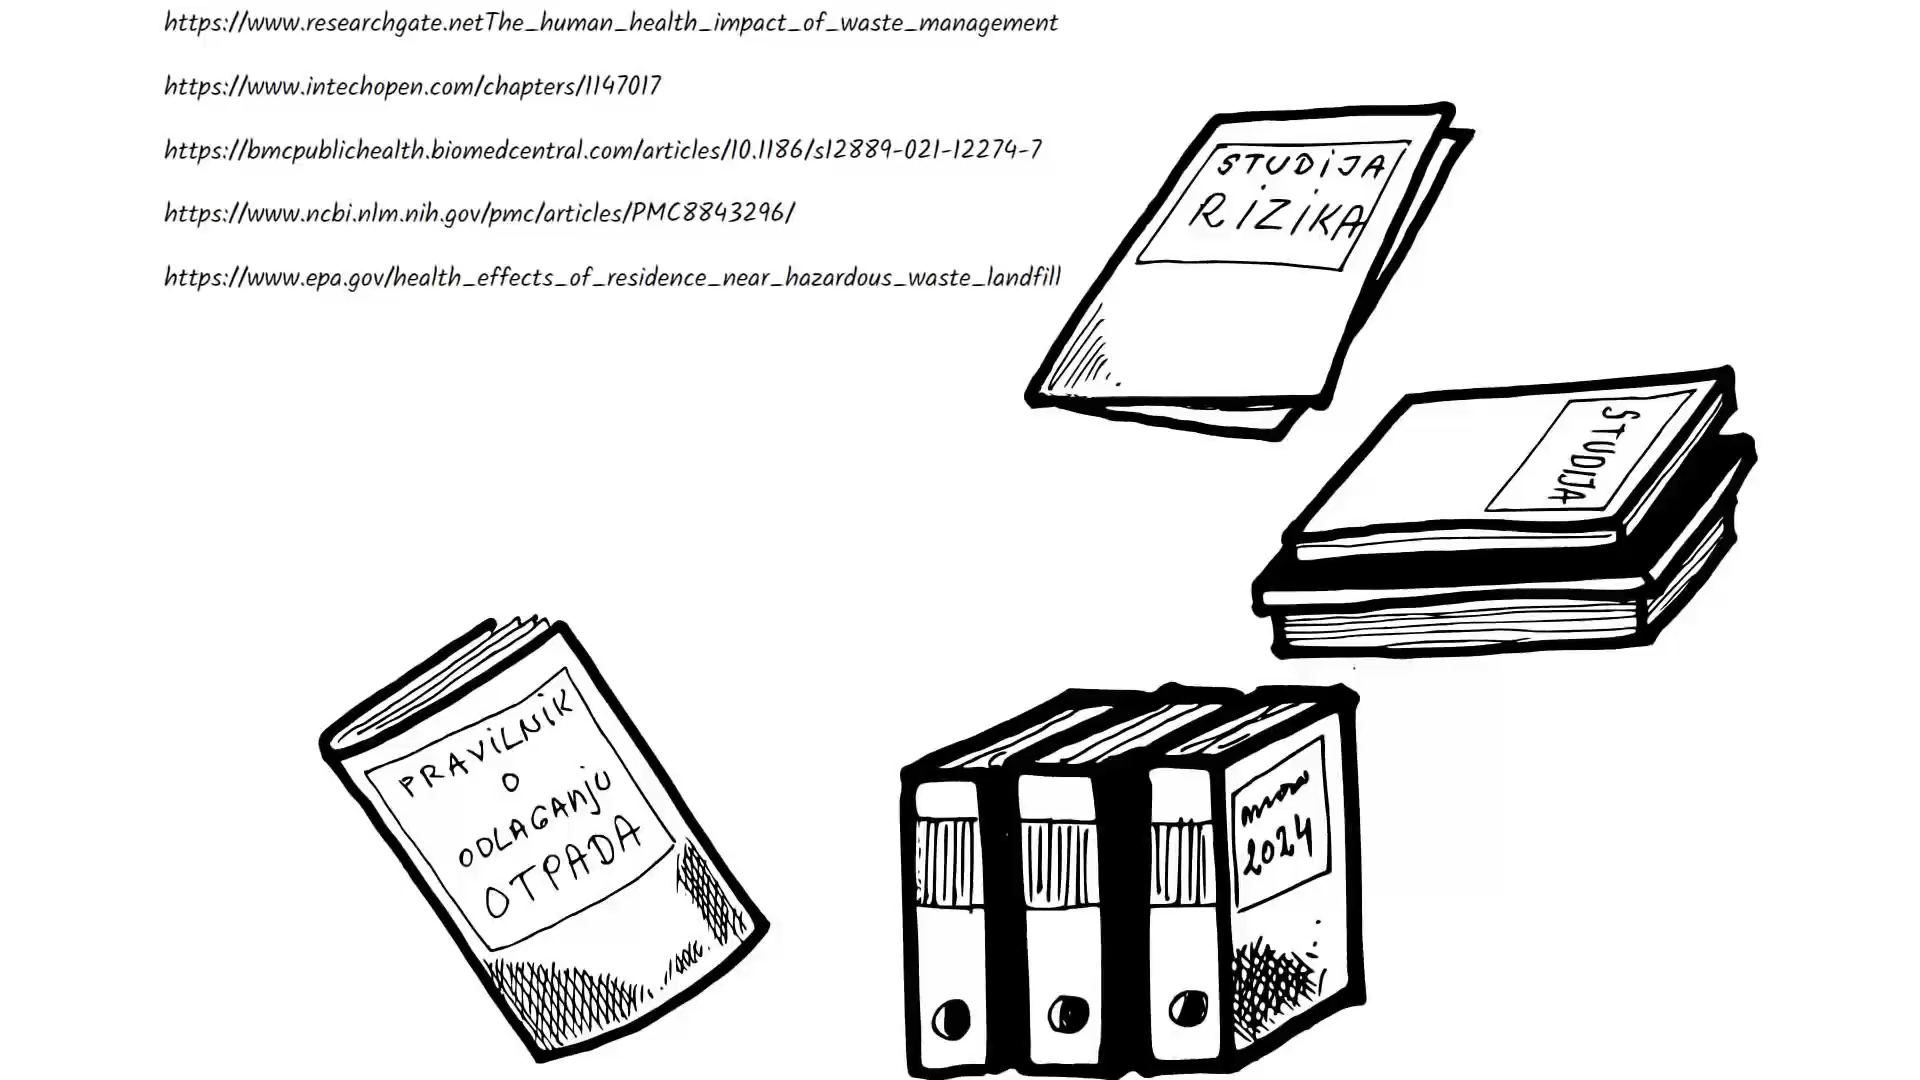 https://www.researchgate.netThe_human_health_impact_of_waste_management
https://www.intechopen.com/chapters/1147017
https://bmcpublichealth.biomedcentral.com/articles/10.1186/s12889-021-12274-7
https://www.ncbi.nlm.nih.gov/pmc/articles/PMC8843296/
https://www.epa.gov/health_effects_of_residence_near_hazardous_waste_landfill
STUDIJA
RIZIKA
STUDIJA
PRAVILNIK
O
ODLAGANJU
OTPADA
2024